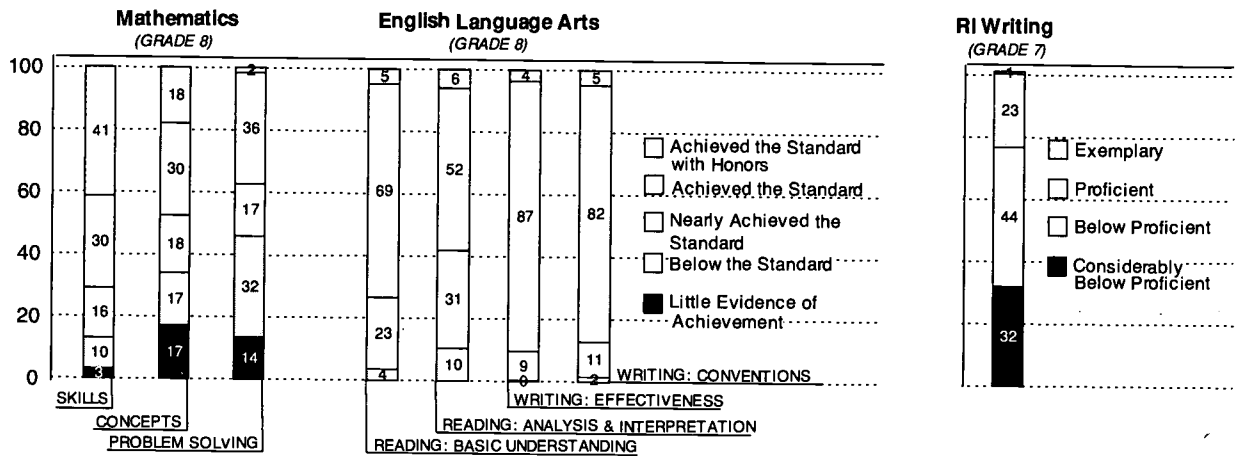 Mathematics
(GRADE 8)
English Language Arts
(GRADE 8)
RI Writing
(GRADE 7)
100
80
60
40
20
0
41
30
16
10
3
18
30
18
17
17
2
36
17
32
14
5
69
23
4
6
52
31
10
4
87
9
0
5
82
11
2
Achieved the Standard
with Honors
Achieved the Standard
Nearly Achieved the
Standard
Below the Standard
Little Evidence of
Achievement
1
23
44
32
Exemplary
Proficient
Below Proficient
Considerably
Below Proficient
SKILLS
CONCEPTS
PROBLEM SOLVING
WRITING: CONVENTIONS
WRITING: EFFECTIVENESS
READING: ANALYSIS & INTERPRETATION
READING: BASIC UNDERSTANDING